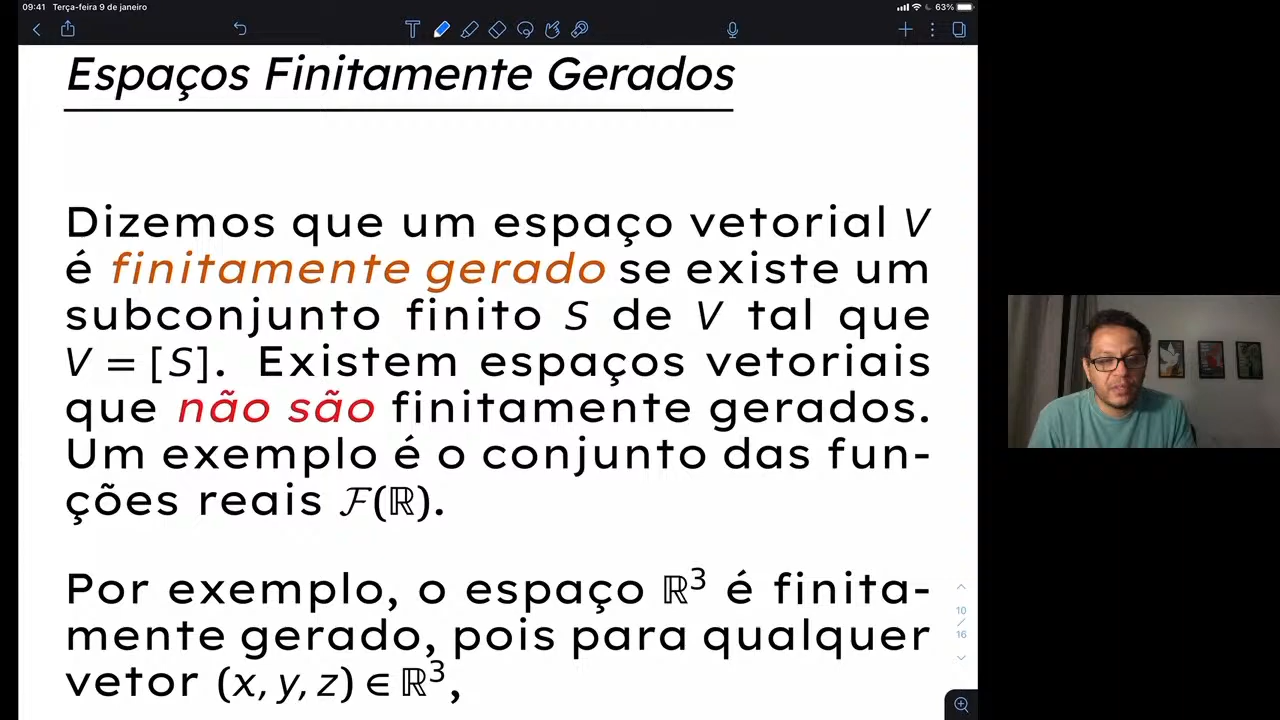 09:41 Terça-feira 9 de janeiro
63%
Espaços Finitamente Gerados
Dizemos que um espaço vetorial V
é finitamente gerado se existe um
subconjunto finito S de V tal que
V = [S]. Existem espaços vetoriais
que não são finitamente gerados.
Um exemplo é o conjunto das fun-
ções reais ℱ(ℝ).
Por exemplo, o espaço ℝ³ é finita-
mente gerado, pois para qualquer
vetor (x, y, z) ∈ ℝ³,
10
/
16